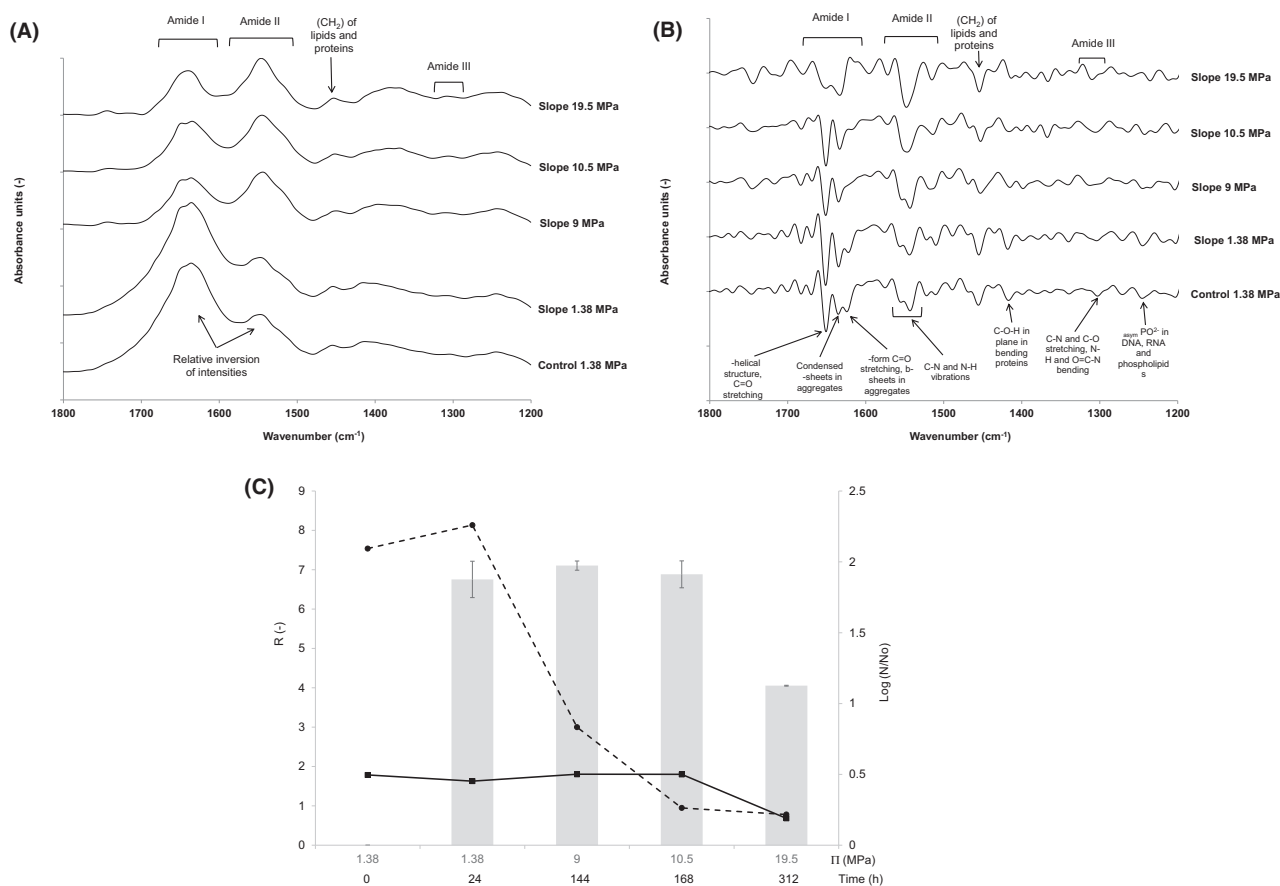 (A)
Amide I
Amide II
(CH2) of
lipids and
proteins
Amide III
Slope 19.5 MPa
Slope 10.5 MPa
Slope 9 MPa
Slope 1.38 MPa
Control 1.38 MPa
Relative inversion
of intensities
Absorbance units (-)
1800 1700 1600 1500 1400 1300 1200
Wavenumber (cm-1)
(B)
Amide I
Amide II
(CH2) of
lipids and
proteins
Amide III
Slope 19.5 MPa
Slope 10.5 MPa
Slope 9 MPa
Slope 1.38 MPa
Control 1.38 MPa
Absorbance units (-)
-helical
structure,
C=O
stretching
Condensed
-sheets in
aggregates
-form C=O
stretching, b-
sheets in
aggregates
C-N and N-H
vibrations
C-O-H in
plane in
bending
proteins
C-N and C-O
stretching, N-
H and O=C-N
bending
asym PO2- in
DNA, RNA
and
phospholipid
s
1800 1700 1600 1500 1400 1300 1200
Wavenumber (cm-1)
(C)
R (-)
9
8
7
6
5
4
3
2
1
0
2.5
2
1.5
1
0.5
0
Log (N/No)
1.38 1.38 9 10.5 19.5 Π (MPa)
0 24 144 168 312 Time (h)